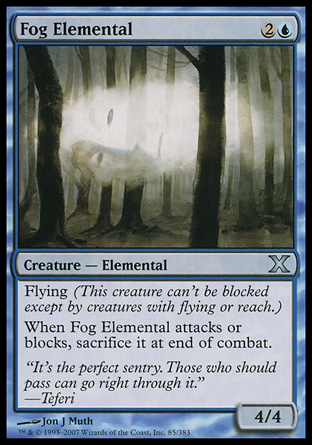 Fog Elemental 2
Creature — Elemental X
Flying (This creature can't be blocked
except by creatures with flying or reach.)
When Fog Elemental attacks or
blocks, sacrifice it at end of combat.
"It's the perfect sentry. Those who should
pass can go right through it."
—Teferi
Jon J Muth
™ & © 1993–2007 Wizards of the Coast, Inc. 85/383
4/4